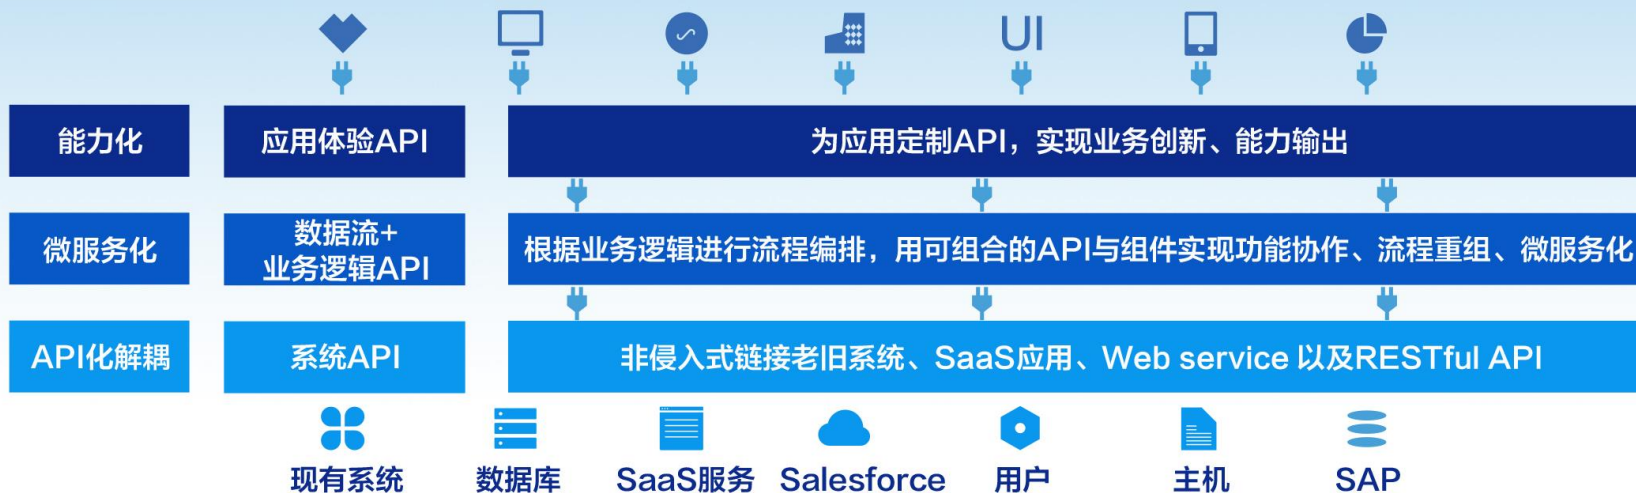 UI
能力化
应用体验API
为应用定制API，实现业务创新、能力输出
微服务化
数据流+
业务逻辑API
根据业务逻辑进行流程编排，用可组合的API与组件实现功能协作、流程重组、微服务化
API化解耦
系统API
非侵入式链接老旧系统、SaaS应用、Web service 以及RESTful API
现有系统
数据库
SaaS服务
Salesforce
用户
主机
SAP